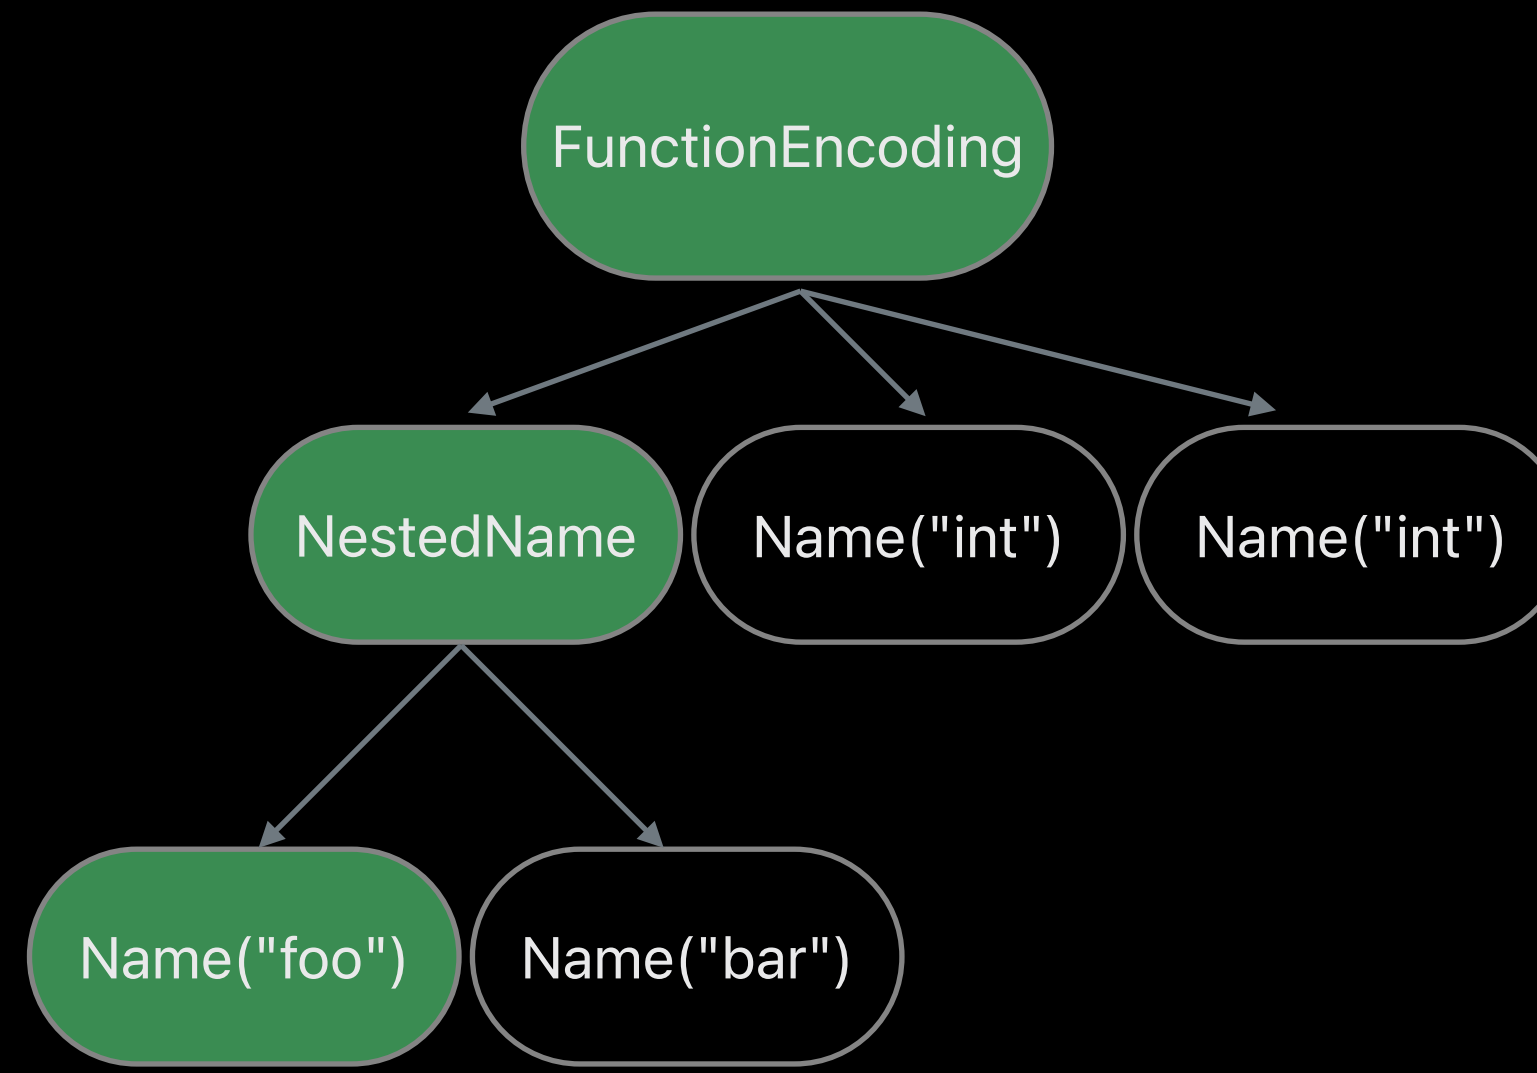 FunctionEncoding
NestedName
Name("int")
Name("int")
Name("foo")
Name("bar")